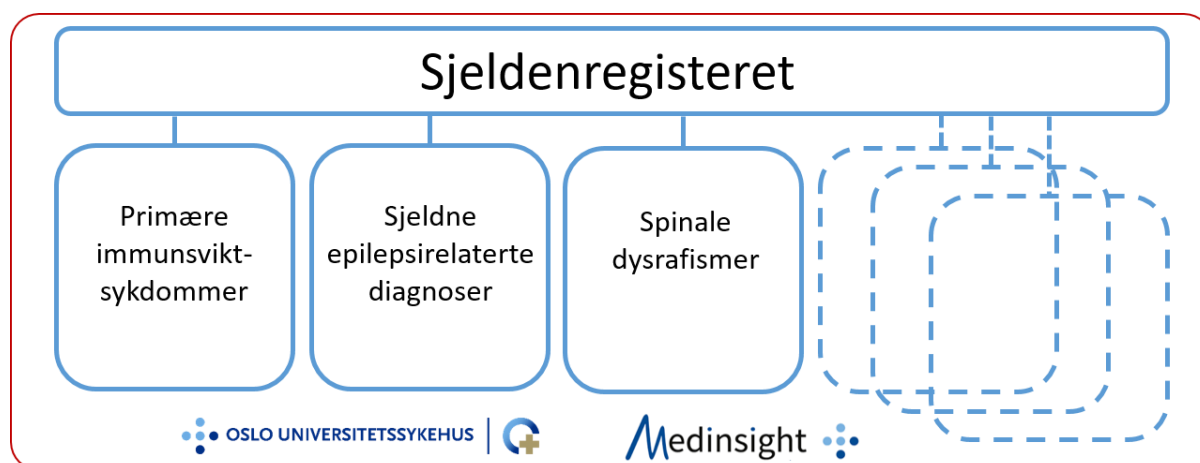 Sjeldenregisteret
Primære
immunsvikt-
sykdommer
Sjeldne
epilepsirelaterte
diagnoser
Spinale
dysrafismer
OSLO UNIVERSITETSSYKEHUS
Medinsight